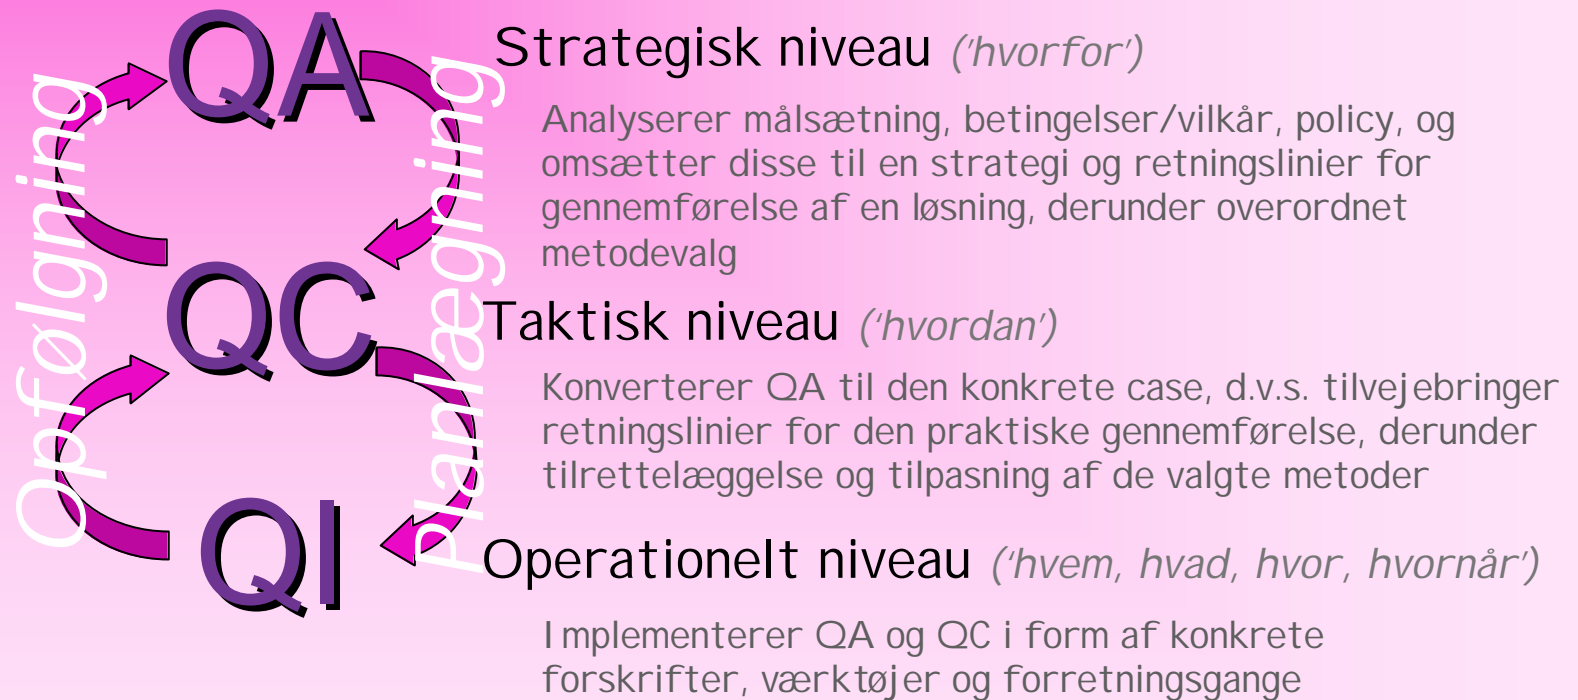 QA
Strategisk niveau ('hvorfor')
Analyserer målsætning, betingelser/vilkår, policy, og
omsætter disse til en strategi og retningslinier for
gennemførelse af en løsning, derunder overordnet
metodevalg
Opfølgning
Planlægning
QC
Taktisk niveau ('hvordan')
Konverterer QA til den konkrete case, d.v.s. tilvejebringer
retningslinier for den praktiske gennemførelse, derunder
tilrettelæggelse og tilpasning af de valgte metoder
QI
Operationelt niveau ('hvem, hvad, hvor, hvornår')
Implementerer QA og QC i form af konkrete
forskrifter, værktøjer og forretningsgange